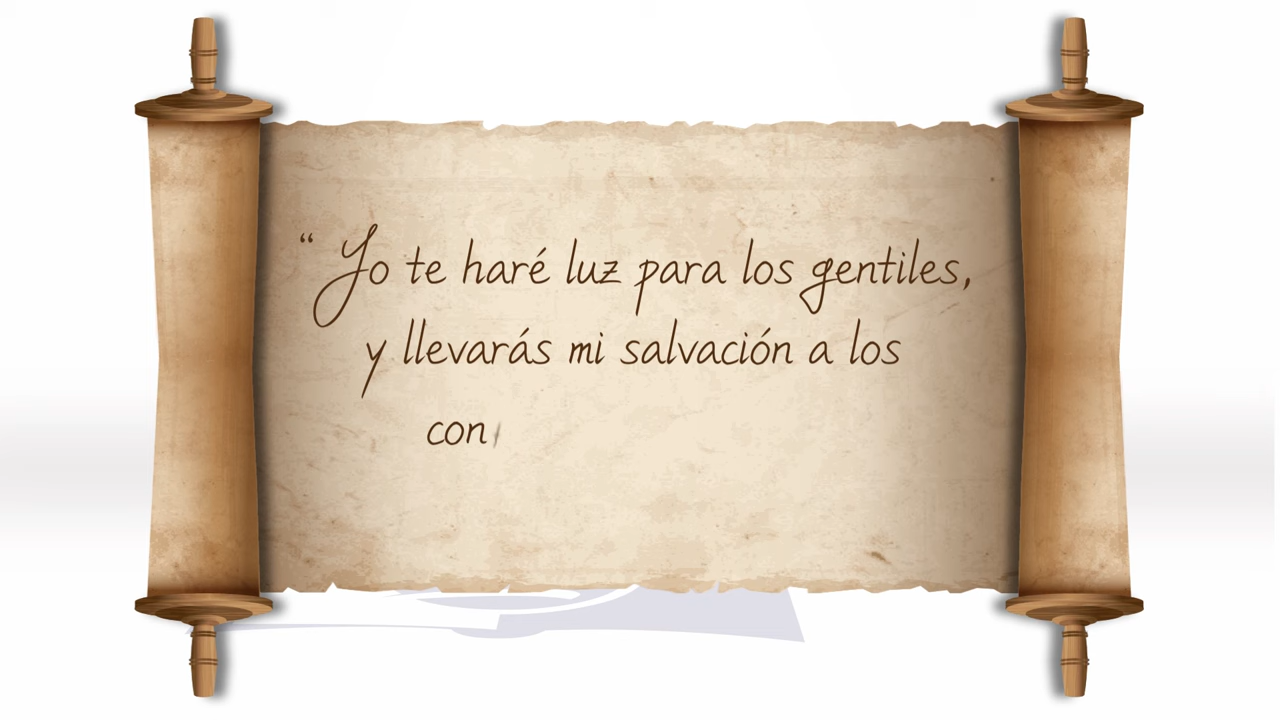 “ Yo te haré luz para los gentiles,
y llevarás mi salvación a los
con